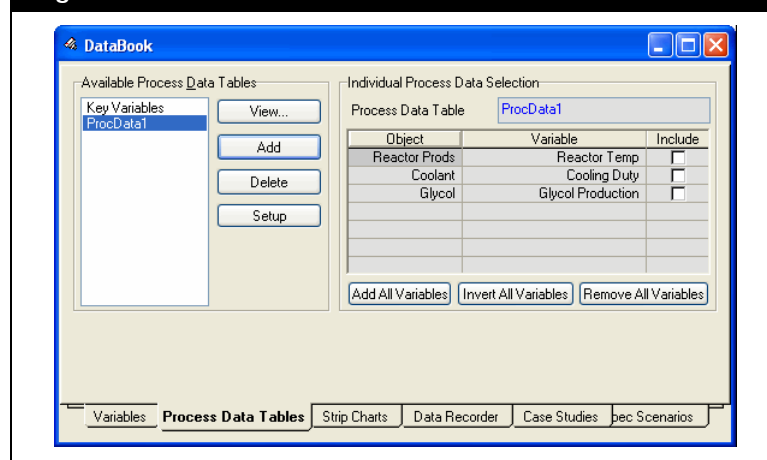 DataBook
Available Process Data Tables
Key Variables
ProcData1
View...
Add
Delete
Setup
Individual Process Data Selection
Process Data Table ProcData1
Object Variable Include
Reactor Prods Reactor Temp
Coolant Cooling Duty
Glycol Glycol Production
Add All Variables Invert All Variables Remove All Variables
Variables Process Data Tables Strip Charts Data Recorder Case Studies pec Scenarios